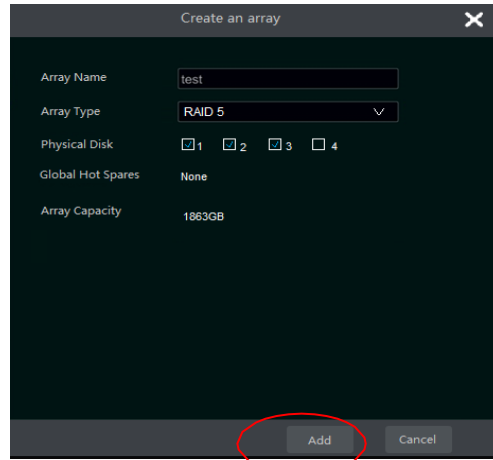 Create an array
Array Name test
Array Type RAID 5
Physical Disk 1 2 3 4
Global Hot Spares None
Array Capacity 1863GB
Add Cancel